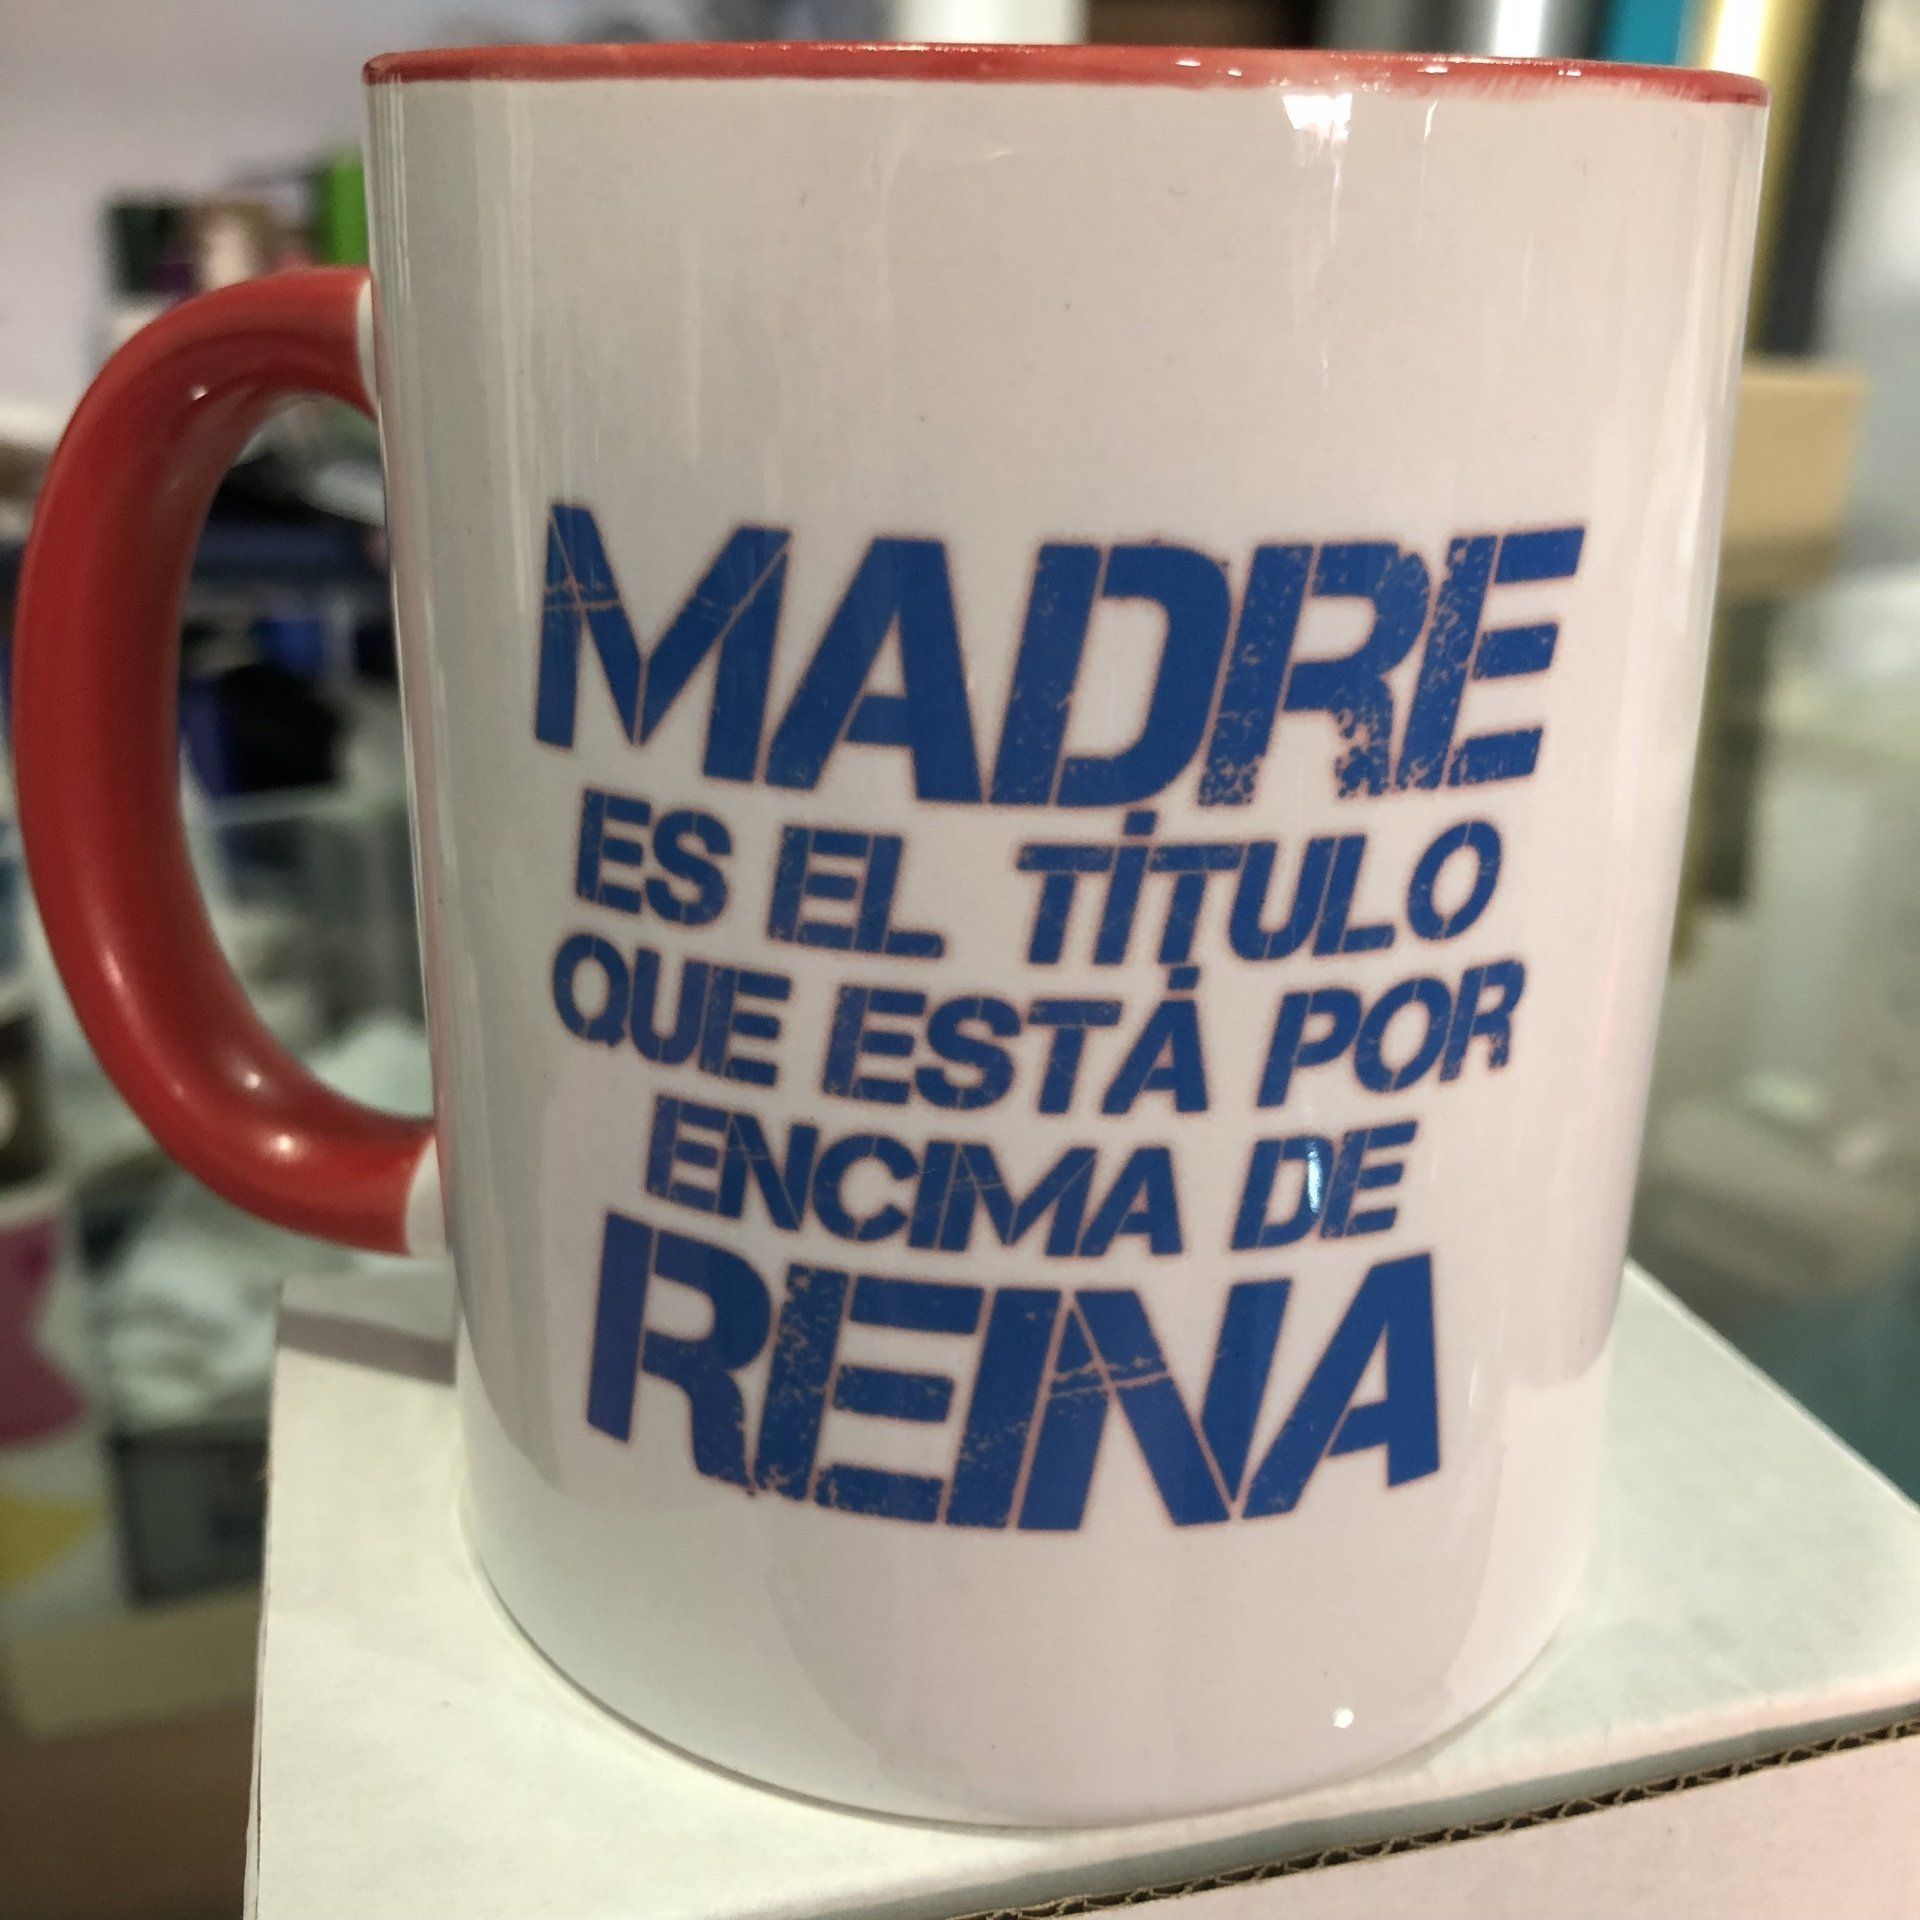 MADRE
ES EL TÍTULO
QUE ESTÁ POR
ENCIMA DE
REINA